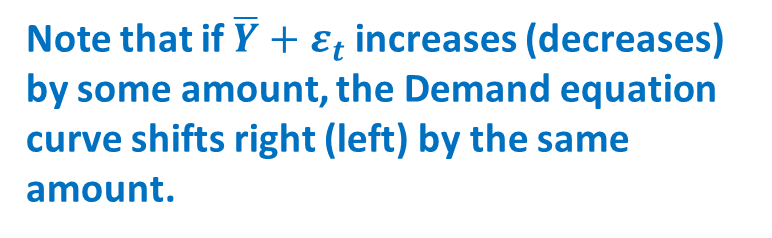 Note that if Y̅ + εₜ increases (decreases)
by some amount, the Demand equation
curve shifts right (left) by the same
amount.